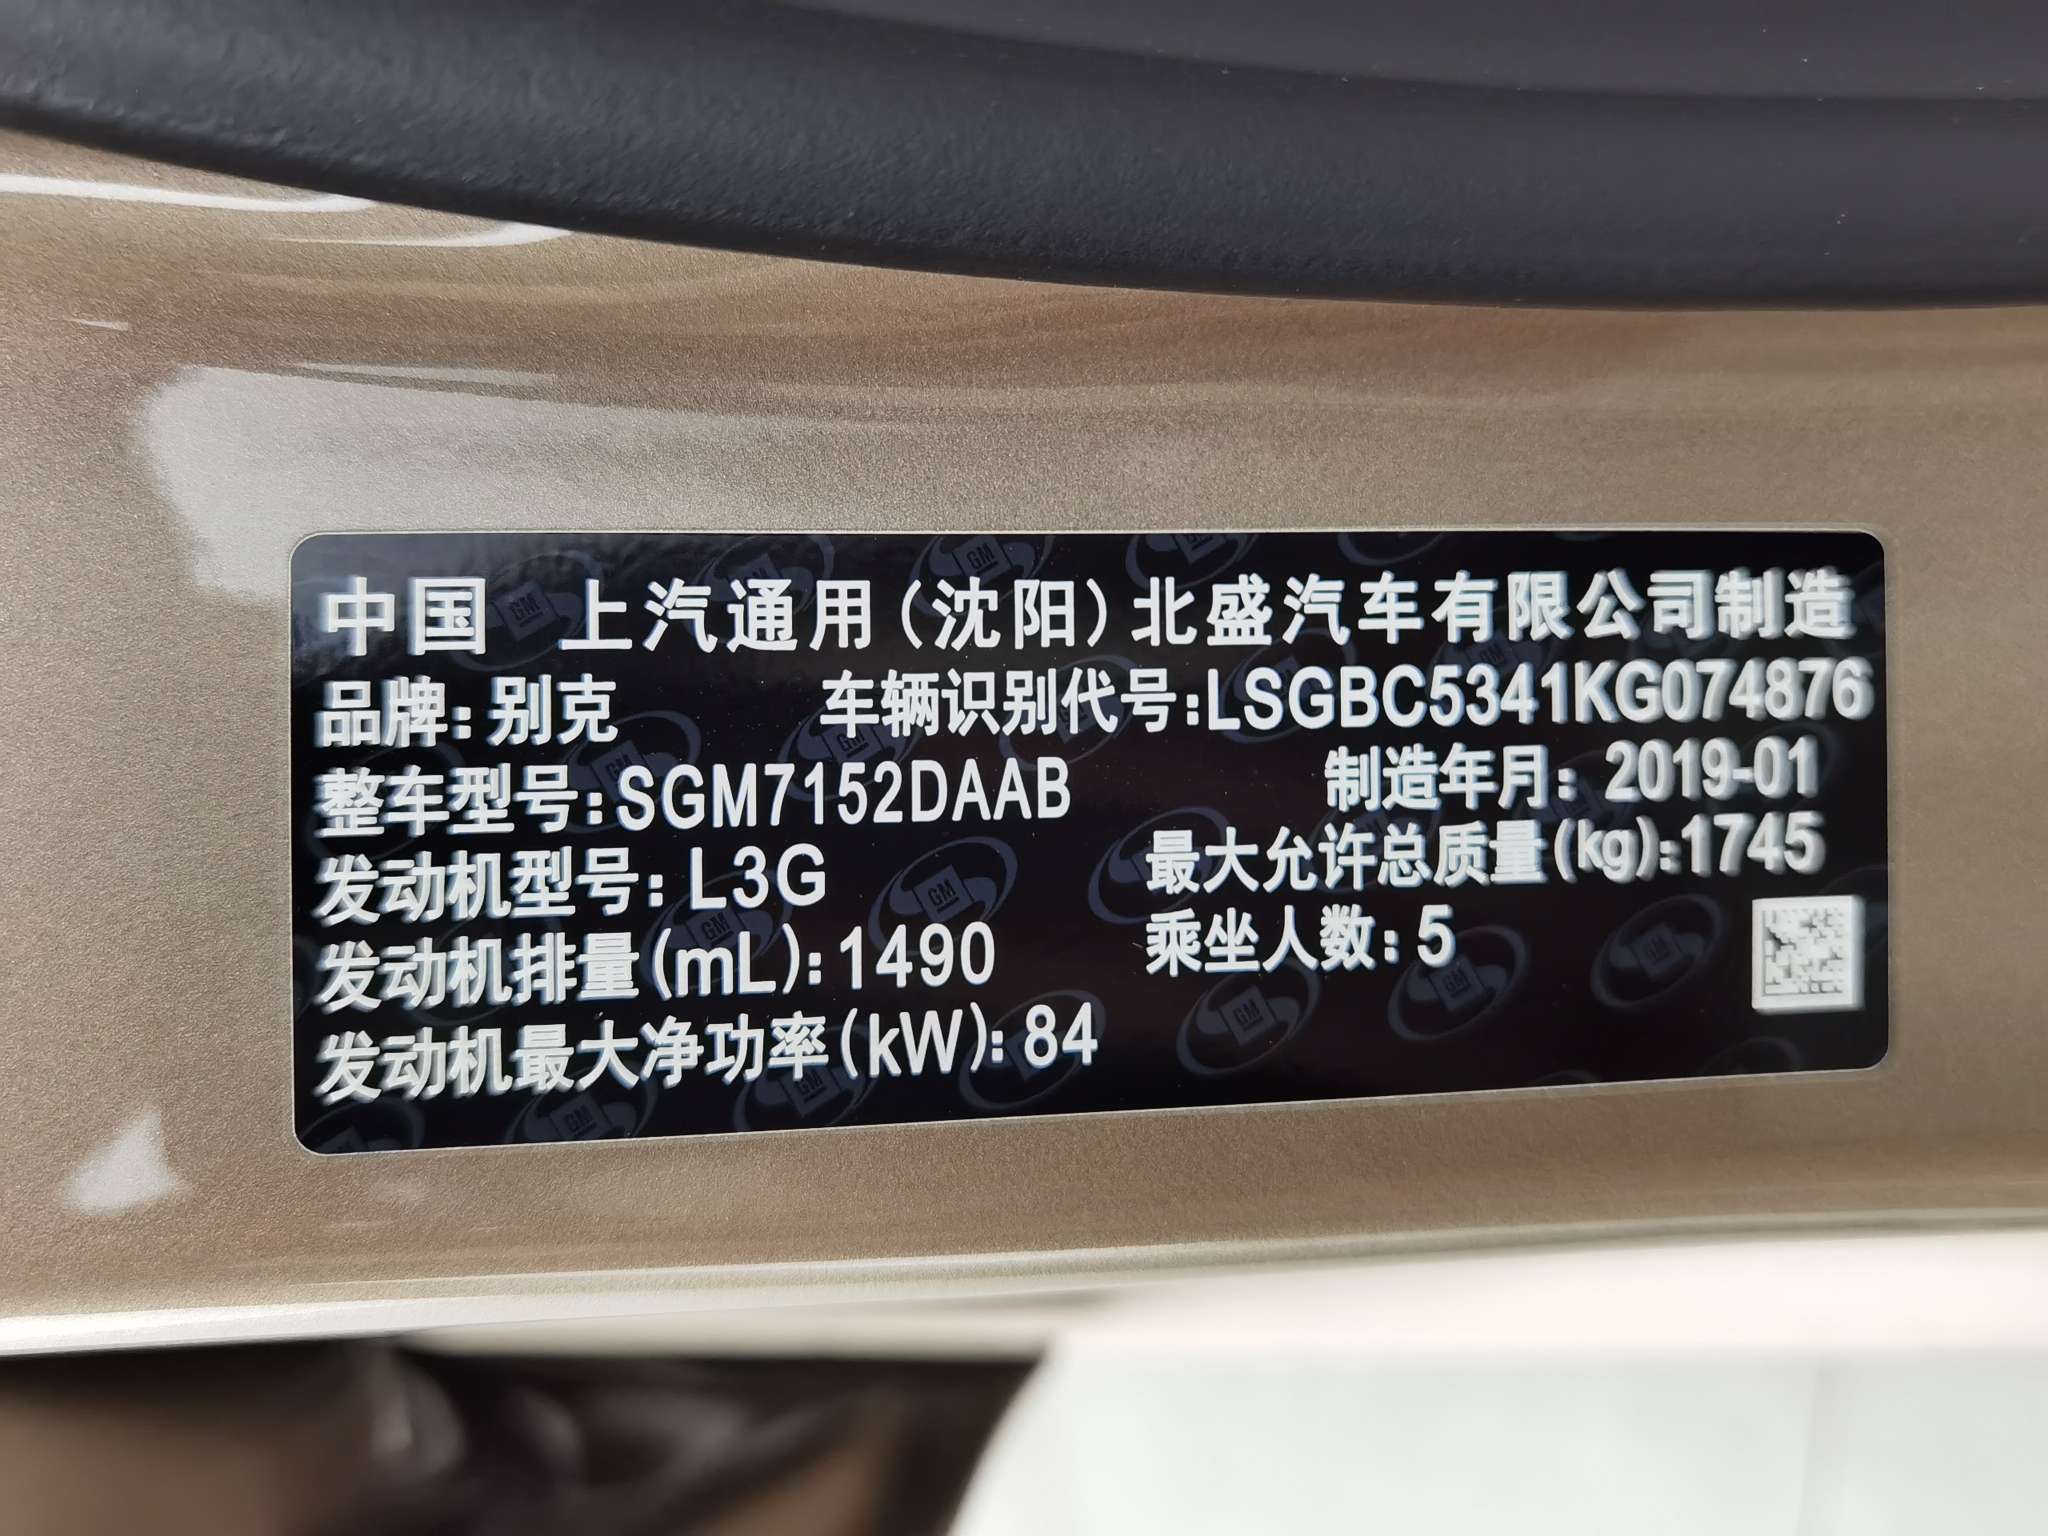 中国 上汽通用(沈阳)北盛汽车有限公司制造
品牌:别克 车辆识别代号:LSGBC5341KG074876
整车型号:SGM7152DAAB 制造年月: 2019-01
发动机型号: L3G 最大允许总质量(kg):1745
发动机排量(mL):1490 乘坐人数:5
发动机最大净功率(kW):84